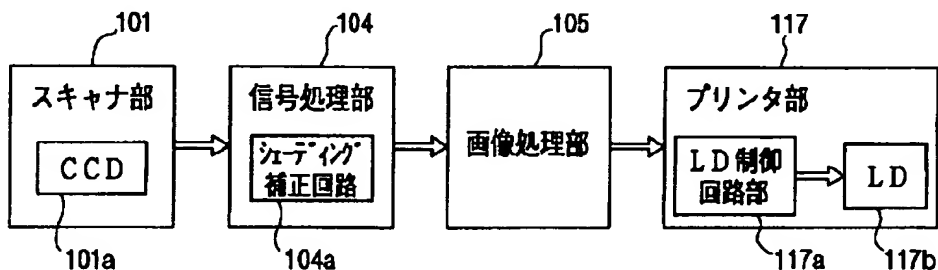 101
104
105
117
スキャナ部
信号処理部
画像処理部
プリンタ部
CCD
シェーディング
補正回路
LD制御
回路部
LD
101a
104a
117a
117b